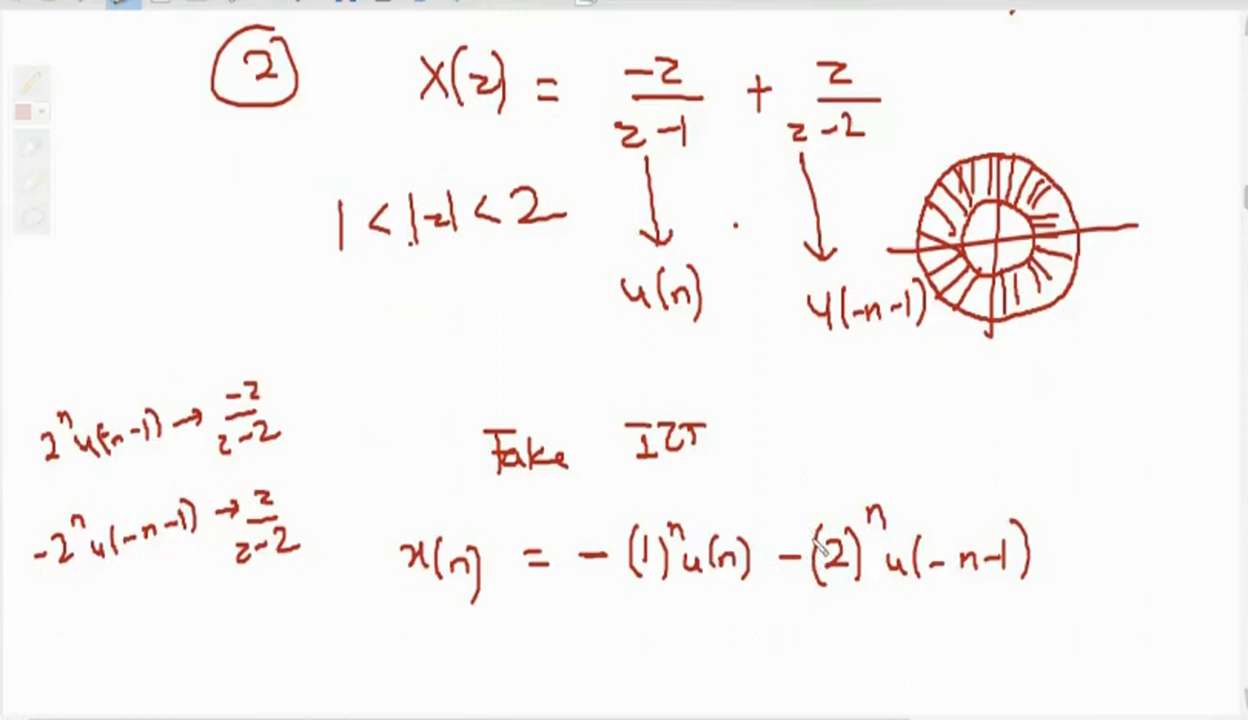 ②
X(z) = -z/(z-1) + z/(z-2)
1 < |z| < 2
u(n) u(-n-1)
2^n u(-n-1) → -z/(z-2)
Take IZT
-2^n u(-n-1) → z/(z-2)
x(n) = - (1)^n u(n) - (2)^n u(-n-1)